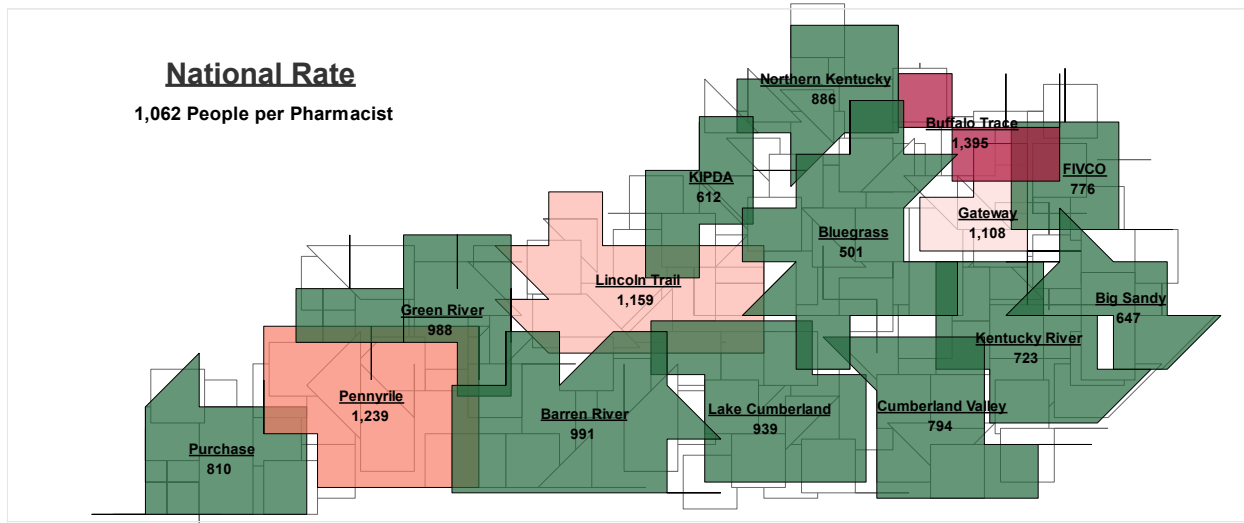 National Rate
1,062 People per Pharmacist
Northern Kentucky
886
Buffalo Trace
1,395
FIVCO
776
KIPDA
612
Gateway
1,108
Bluegrass
501
Lincoln Trail
1,159
Big Sandy
647
Green River
988
Kentucky River
723
Pennyrile
1,239
Barren River
991
Lake Cumberland
939
Cumberland Valley
794
Purchase
810